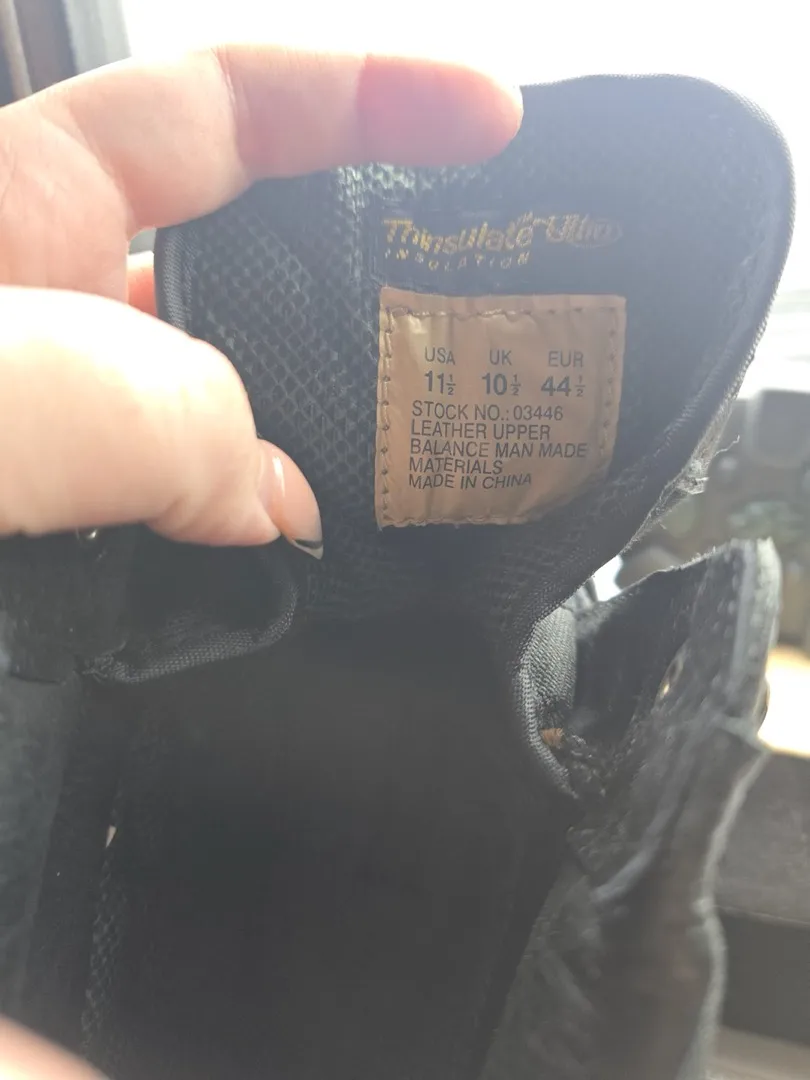 Thinsulate™ Ultra
INSULATION
USA UK EUR
11½ 10½ 44½
STOCK NO.: 03446
LEATHER UPPER
BALANCE MAN MADE
MATERIALS
MADE IN CHINA